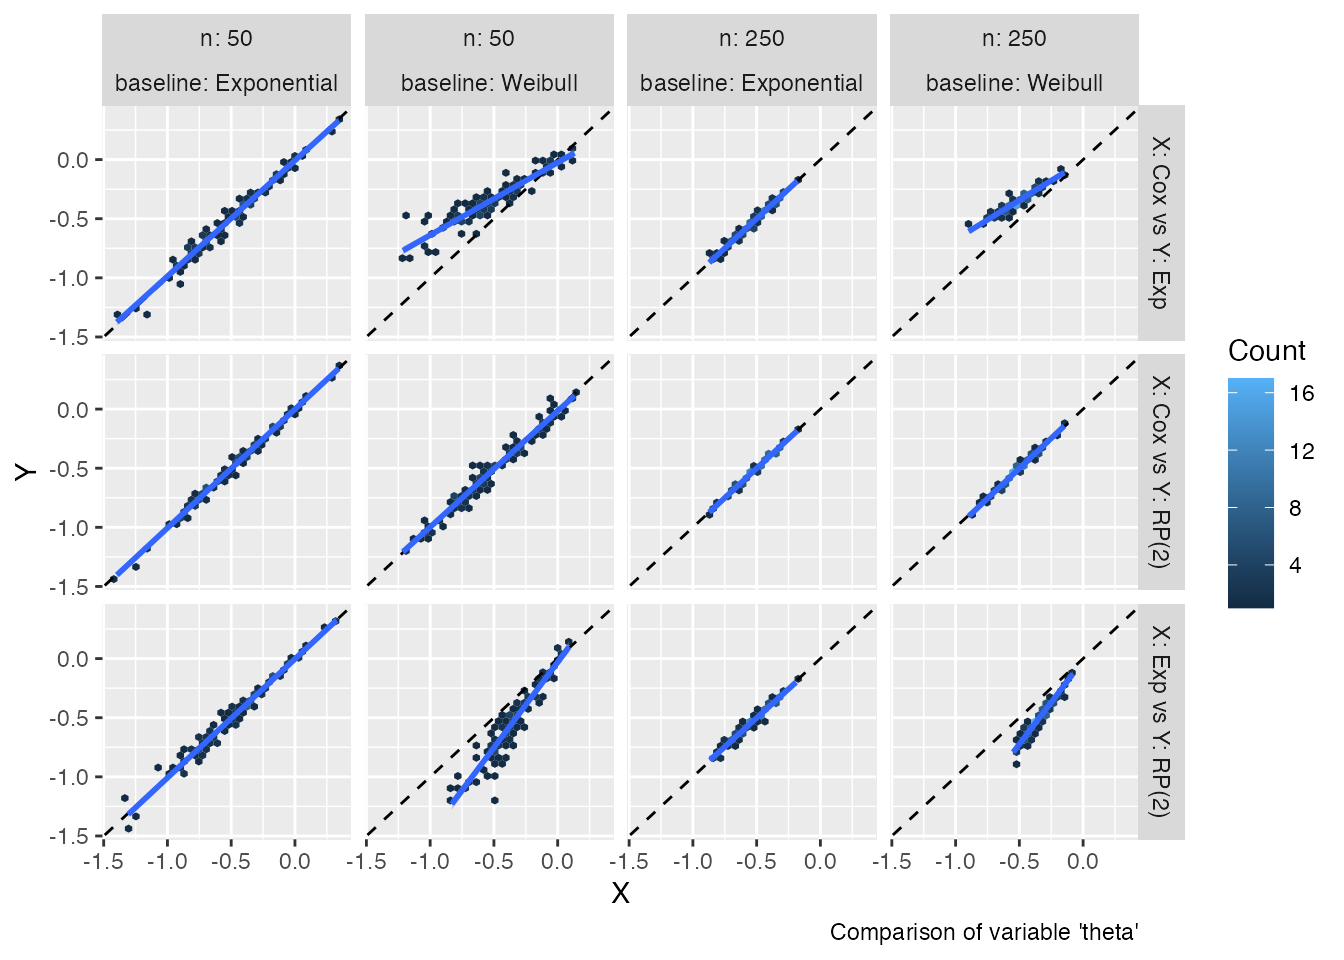 n: 50
n: 50
n: 250
n: 250
baseline: Exponential
baseline: Weibull
baseline: Exponential
baseline: Weibull
0.0
-0.5
-1.0
-1.5
X: Cox vs Y: Exp
0.0
-0.5
-1.0
-1.5
X: Cox vs Y: RP(2)
0.0
-0.5
-1.0
-1.5
X: Exp vs Y: RP(2)
Y
-1.5 -1.0 -0.5 0.0
-1.5 -1.0 -0.5 0.0
-1.5 -1.0 -0.5 0.0
-1.5 -1.0 -0.5 0.0
X
Count
16
12
8
4
Comparison of variable 'theta'